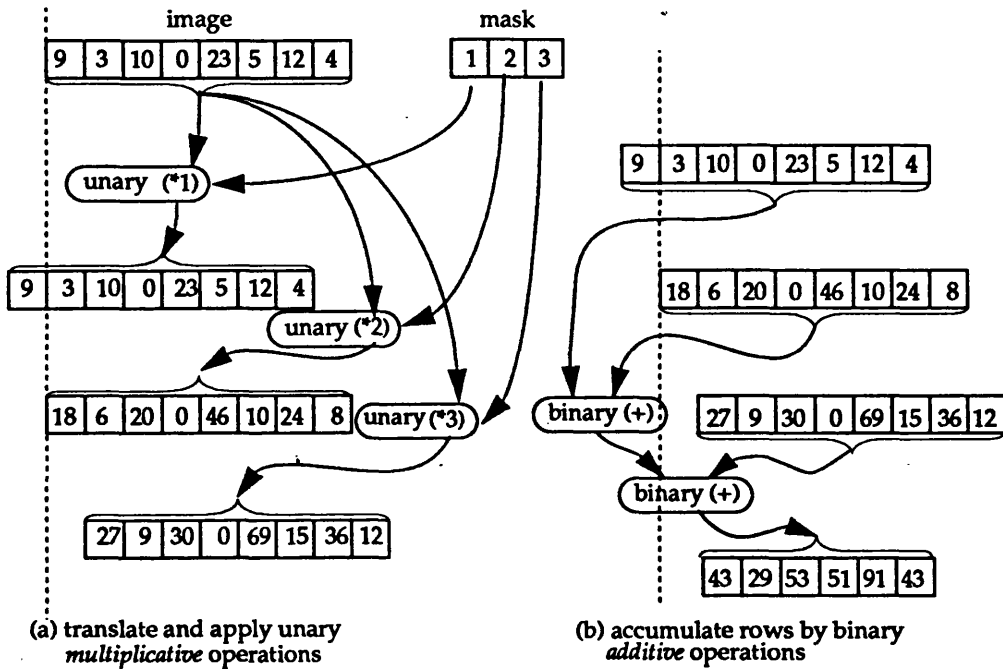 image
mask
9 3 10 0 23 5 12 4
1 2 3
unary (*1)
9 3 10 0 23 5 12 4
unary (*2)
18 6 20 0 46 10 24 8
unary (*3)
27 9 30 0 69 15 36 12
(a) translate and apply unary
multiplicative operations
9 3 10 0 23 5 12 4
18 6 20 0 46 10 24 8
binary (+)
27 9 30 0 69 15 36 12
binary (+)
43 29 53 51 91 43
(b) accumulate rows by binary
additive operations